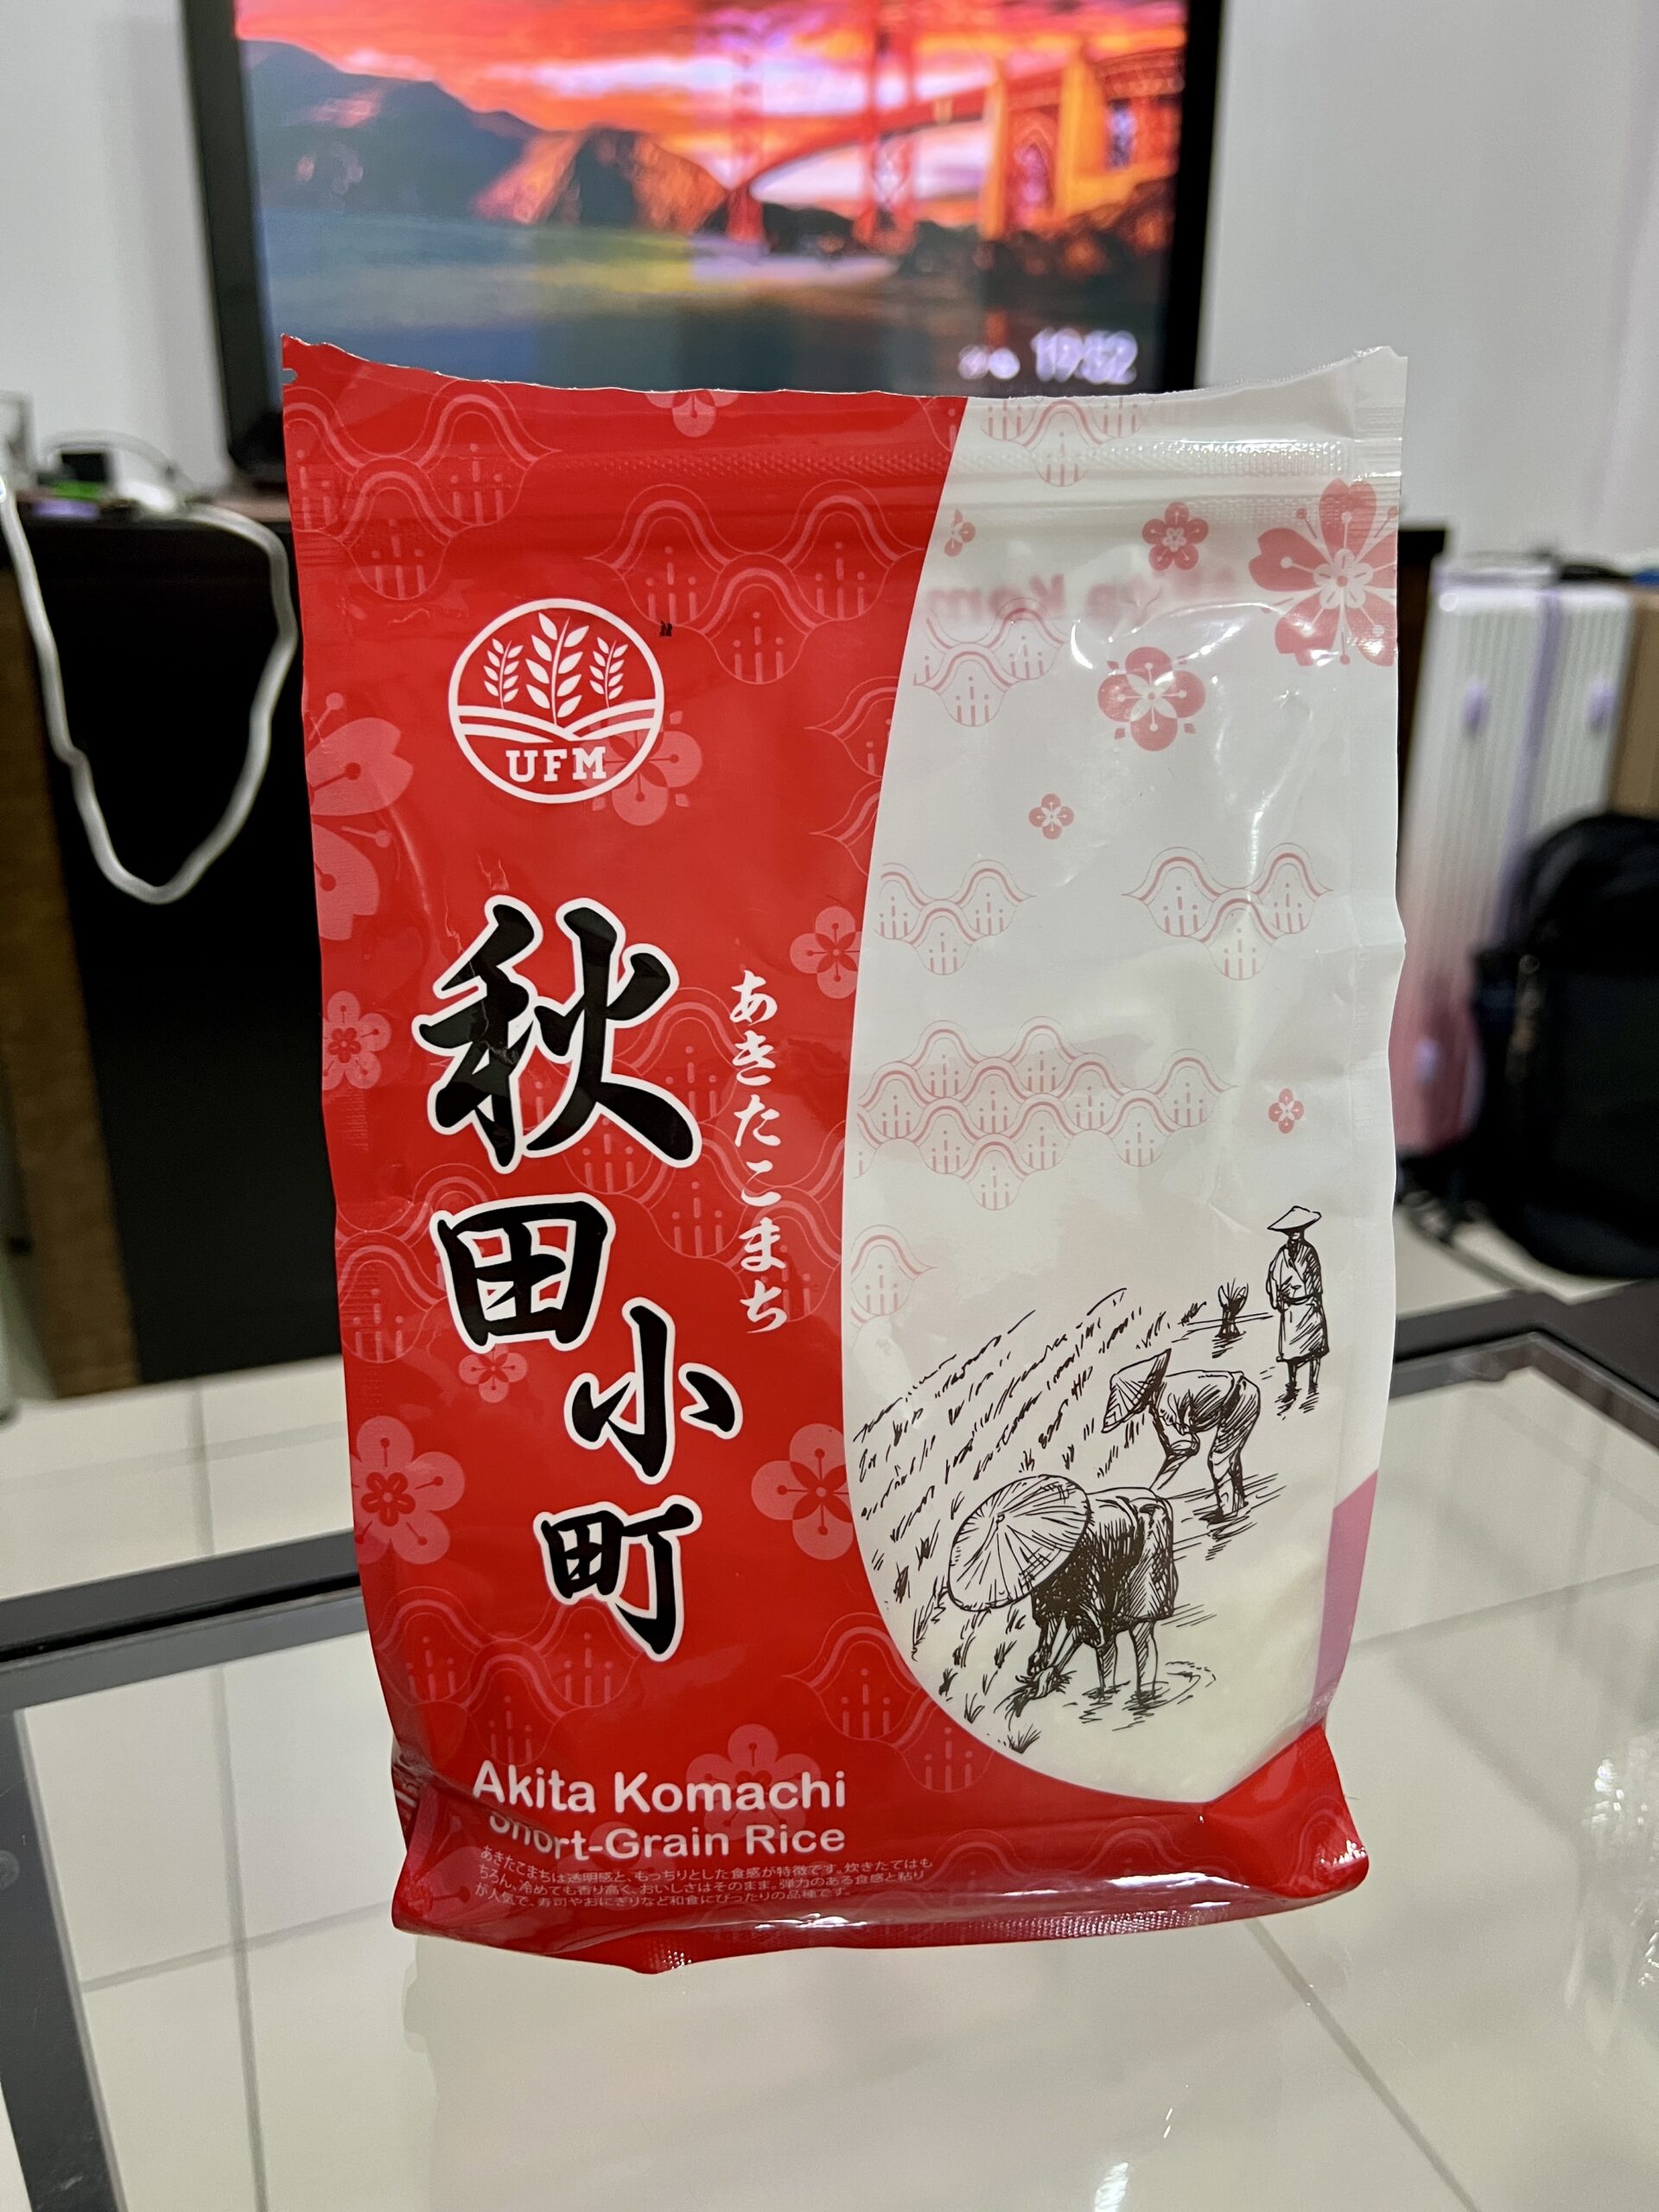 19:52
UFM
秋田小町
あきたこまち
Akita Komachi
Short-Grain Rice
あきたこまちは透明感と、もっちりとした食感が特徴です。炊きたてはも
ちろん、冷めても香り高く、おいしさはそのまま。弾力のある食感と粘り
が人気で、寿司やおにぎりなど和食にぴったりの品種です。